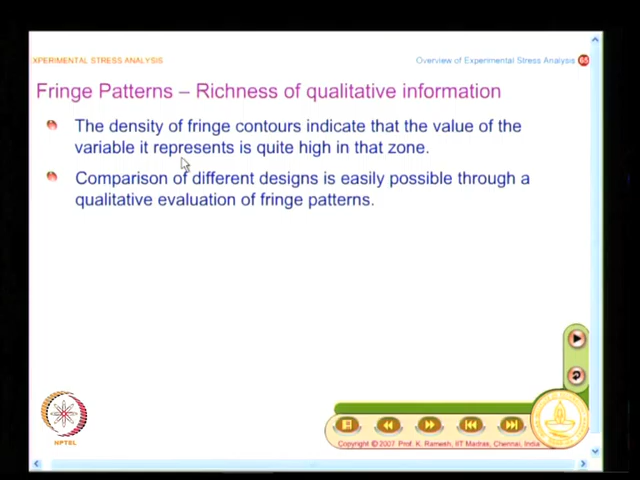 XPERIMENTAL STRESS ANALYSIS
Overview of Experimental Stress Analysis 65
Fringe Patterns – Richness of qualitative information
The density of fringe contours indicate that the value of the
variable it represents is quite high in that zone.
Comparison of different designs is easily possible through a
qualitative evaluation of fringe patterns.
NPTEL
Copyright © 2007 Prof. K. Ramesh, IIT Madras, Chennai, India